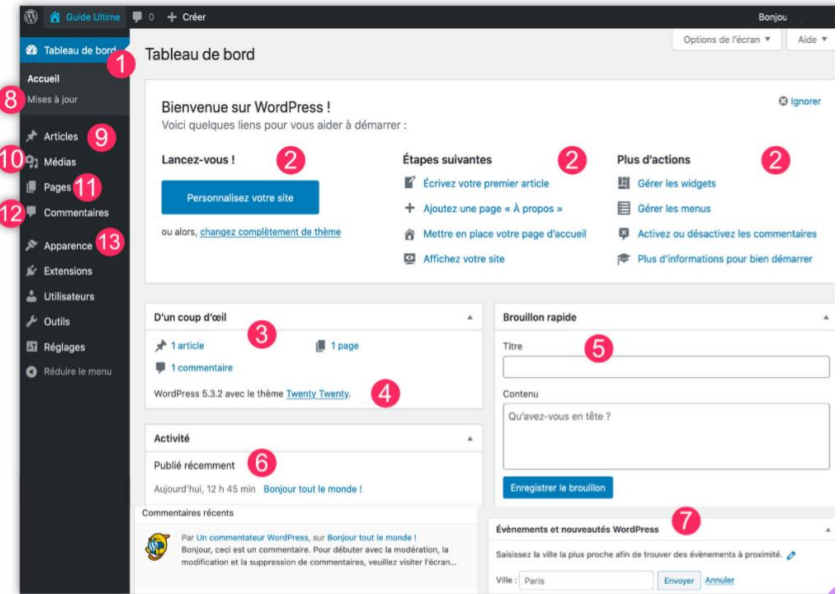 Guide Ultime 0 + Créer Bonjou
Options de l'écran ▼ Aide ▼
Tableau de bord
1
Accueil
8 Mises à jour
Articles 9
10 Médias
Pages 11
12 Commentaires
Apparence 13
Extensions
Utilisateurs
Outils
Réglages
Réduire le menu
Tableau de bord
Bienvenue sur WordPress !
Ignorer
Voici quelques liens pour vous aider à démarrer :
Lancez-vous ! 2
Personnalisez votre site
ou alors, changez complètement de thème
Étapes suivantes 2
Écrivez votre premier article
Ajoutez une page « À propos »
Mettre en place votre page d'accueil
Affichez votre site
Plus d'actions 2
Gérer les widgets
Gérer les menus
Activez ou désactivez les commentaires
Plus d'informations pour bien démarrer
D'un coup d'œil
3
1 article 1 page
1 commentaire
WordPress 5.3.2 avec le thème Twenty Twenty. 4
Activité
Publié récemment 6
Aujourd'hui, 12 h 45 min Bonjour tout le monde !
Commentaires récents
Par Un commentateur WordPress, sur Bonjour tout le monde !
Bonjour, ceci est un commentaire. Pour débuter avec la modération, la
modification et la suppression de commentaires, veuillez visiter l'écran...
Brouillon rapide
Titre 5
Contenu
Qu'avez-vous en tête ?
Enregistrer le brouillon
7
Évènements et nouveautés WordPress
Saisissez la ville la plus proche afin de trouver des évènements à proximité.
Ville : Paris Envoyer Annuler